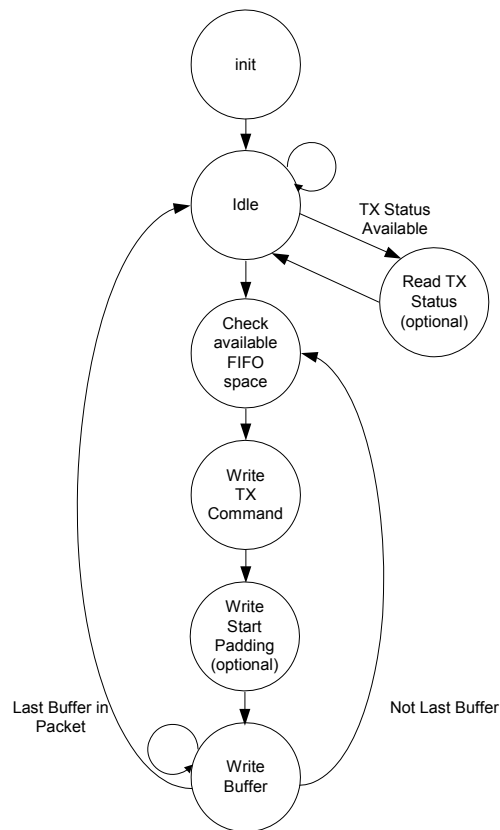 init
Idle
TX Status
Available
Read TX
Status
(optional)
Check
available
FIFO
space
Write
TX
Command
Write
Start
Padding
(optional)
Last Buffer in
Packet
Not Last Buffer
Write
Buffer